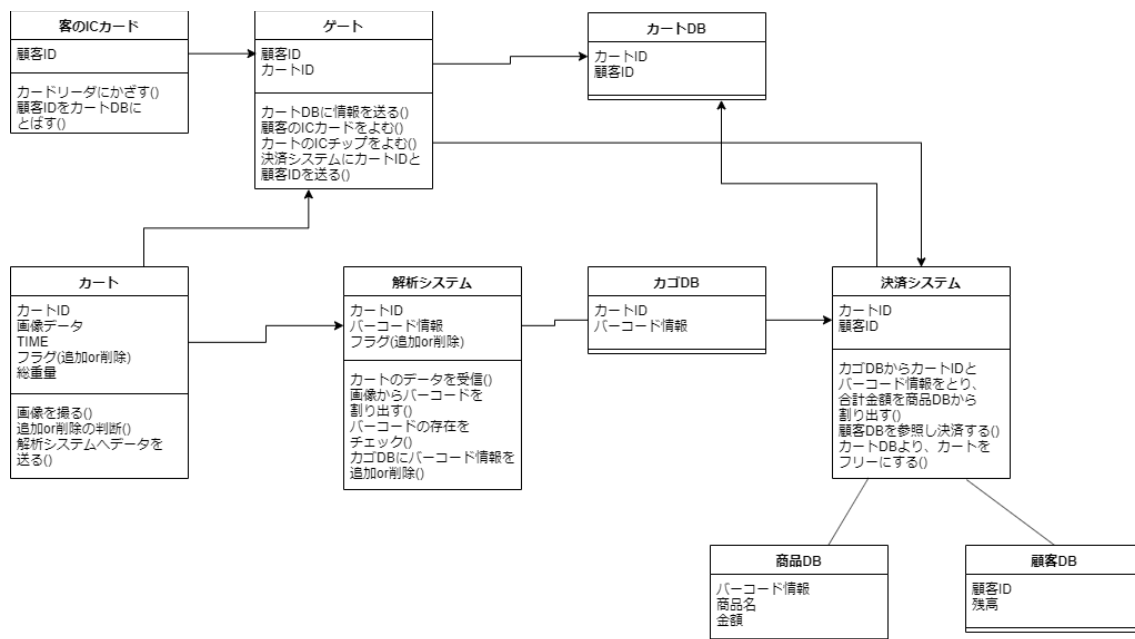 客のICカード
顧客ID
カードリーダにかざす()
顧客IDをカートDBに
とばす()
ゲート
顧客ID
カートID
カートDBに情報を送る()
顧客のICカードをよむ()
カートのICチップをよむ()
決済システムにカートIDと
顧客IDを送る()
カートDB
カートID
顧客ID
カート
カートID
画像データ
TIME
フラグ(追加or削除)
総重量
画像を撮る()
追加or削除の判断()
解析システムへデータを
送る()
解析システム
カートID
バーコード情報
フラグ(追加or削除)
カートのデータを受信()
画像からバーコードを
割り出す()
バーコードの存在を
チェック()
カゴDBにバーコード情報を
追加or削除()
カゴDB
カートID
バーコード情報
決済システム
カートID
顧客ID
カゴDBからカートIDと
バーコード情報をとり、
合計金額を商品DBから
割り出す()
顧客DBを参照し決済する()
カートDBより、カートを
フリーにする()
商品DB
バーコード情報
商品名
金額
顧客DB
顧客ID
残高